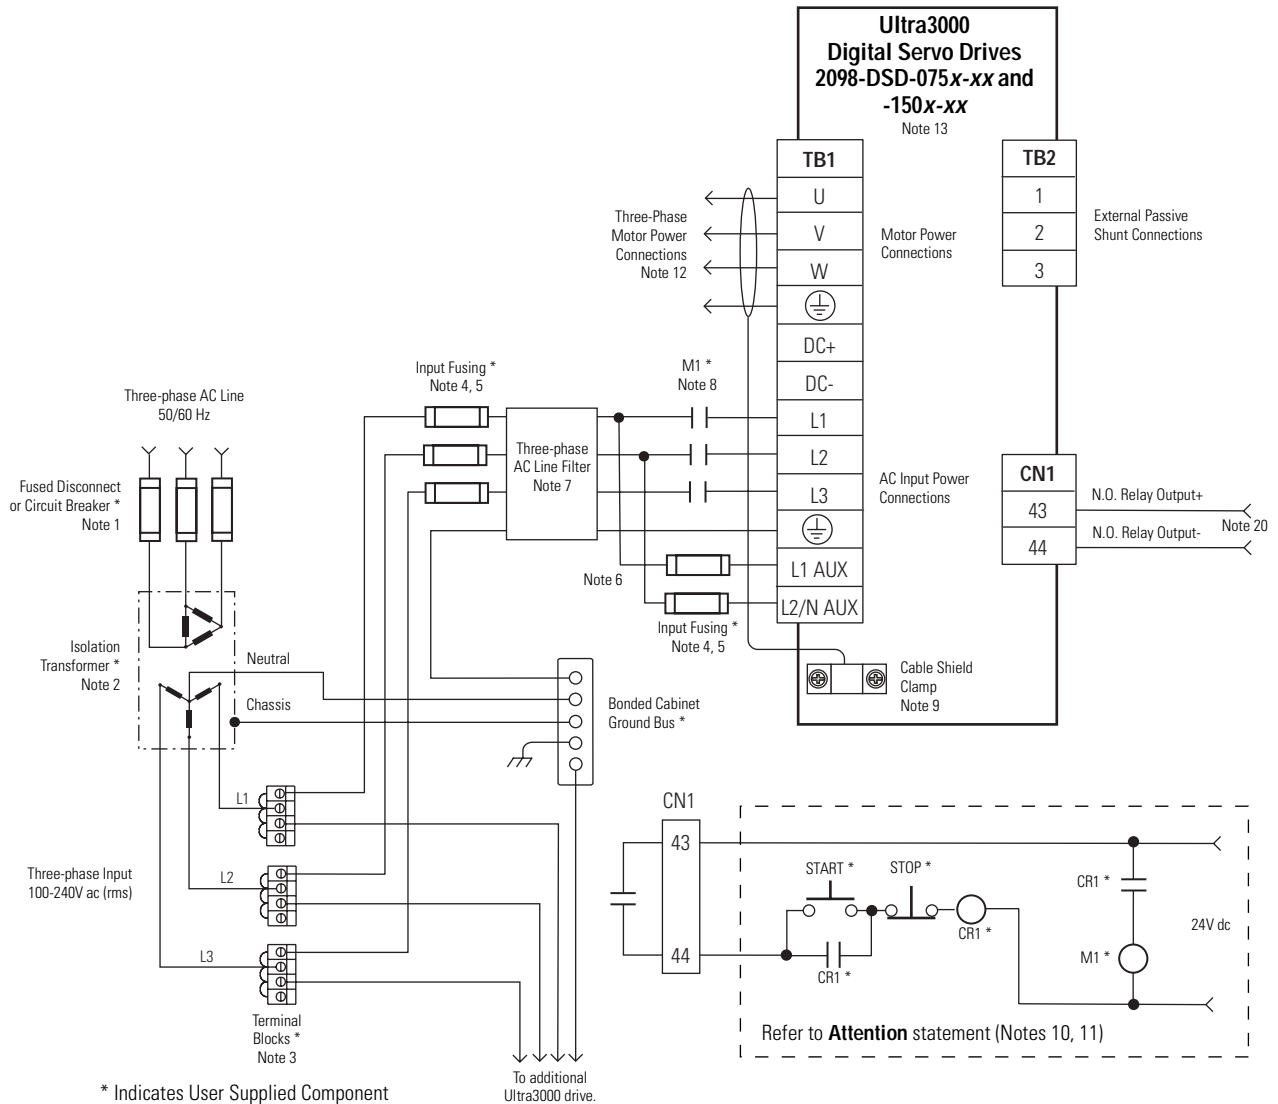 Ultra3000
Digital Servo Drives
2098-DSD-075x-xx and
-150x-xx
Note 13
TB1
U
V
W
DC+
DC-
L1
L2
L3
L1 AUX
L2/N AUX
TB2
1
2
3
External Passive
Shunt Connections
Three-Phase
Motor Power
Connections
Note 12
Motor Power
Connections
Input Fusing *
Note 4, 5
M1 *
Note 8
Three-phase AC Line
50/60 Hz
Three-phase
AC Line Filter
Note 7
AC Input Power
Connections
CN1
43
44
N.O. Relay Output+
N.O. Relay Output-
Note 20
Fused Disconnect
or Circuit Breaker *
Note 1
Note 6
Input Fusing *
Note 4, 5
Isolation
Transformer *
Note 2
Neutral
Chassis
Bonded Cabinet
Ground Bus *
Cable Shield
Clamp
Note 9
L1
L2
L3
Three-phase Input
100-240V ac (rms)
Terminal
Blocks *
Note 3
To additional
Ultra3000 drive.
CN1
43
44
START *
STOP *
CR1 *
CR1 *
CR1 *
M1 *
24V dc
Refer to Attention statement (Notes 10, 11)
* Indicates User Supplied Component